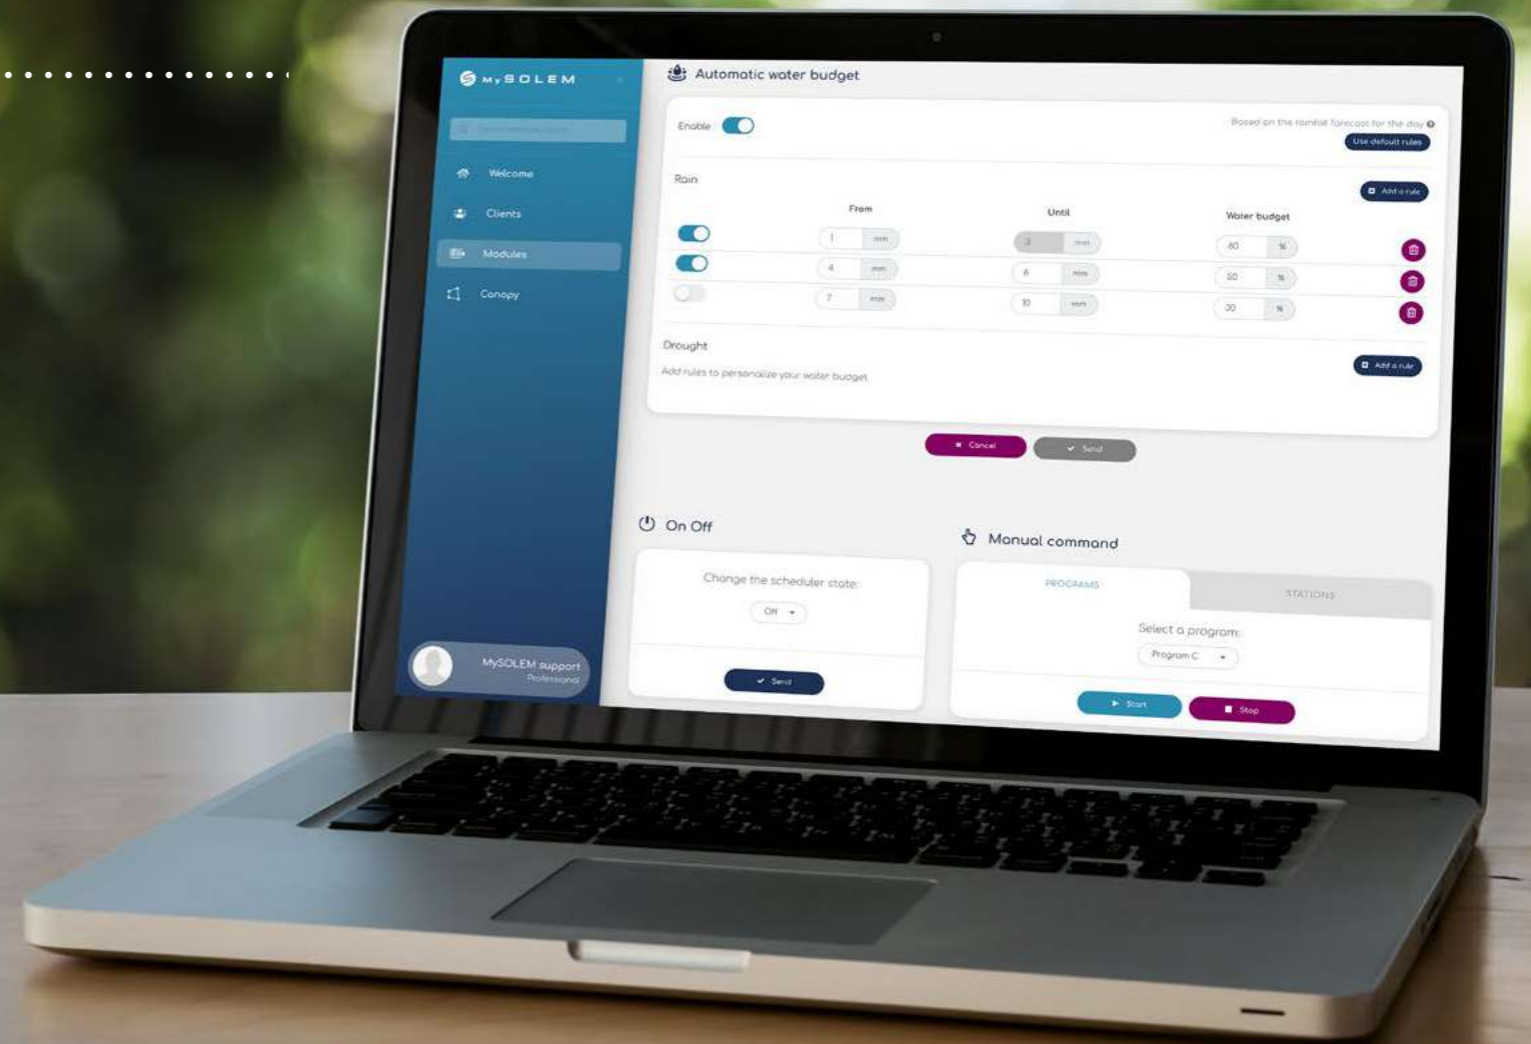 MySOLEM
Automatic water budget
Enable
Based on the rainfall forecast for the day
Use default rules
Welcome
Clients
Modules
Canopy
Rain
Add a rule
From
Until
Water budget
1 mm
3 mm
%
4 mm
6 mm
50 %
7 mm
10 mm
30 %
Drought
Add a rule
Add rules to personalize your water budget
Cancel
Send
On Off
Manual command
Change the scheduler state:
PROGRAMS
STATIONS
Select a program:
Program C
Send
Start
Stop
MySOLEM support
Professional